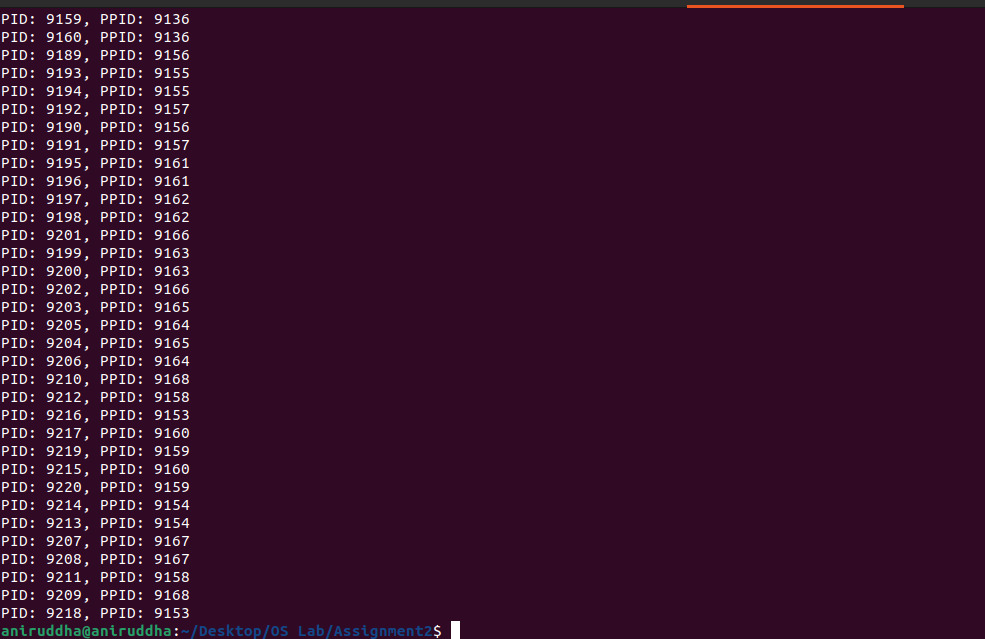 PID: 9159, PPID: 9136
PID: 9160, PPID: 9136
PID: 9189, PPID: 9156
PID: 9193, PPID: 9155
PID: 9194, PPID: 9155
PID: 9192, PPID: 9157
PID: 9190, PPID: 9156
PID: 9191, PPID: 9157
PID: 9195, PPID: 9161
PID: 9196, PPID: 9161
PID: 9197, PPID: 9162
PID: 9198, PPID: 9162
PID: 9201, PPID: 9166
PID: 9199, PPID: 9163
PID: 9200, PPID: 9163
PID: 9202, PPID: 9166
PID: 9203, PPID: 9165
PID: 9205, PPID: 9164
PID: 9204, PPID: 9165
PID: 9206, PPID: 9164
PID: 9210, PPID: 9168
PID: 9212, PPID: 9158
PID: 9216, PPID: 9153
PID: 9217, PPID: 9160
PID: 9219, PPID: 9159
PID: 9215, PPID: 9160
PID: 9220, PPID: 9159
PID: 9214, PPID: 9154
PID: 9213, PPID: 9154
PID: 9207, PPID: 9167
PID: 9208, PPID: 9167
PID: 9211, PPID: 9158
PID: 9209, PPID: 9168
PID: 9218, PPID: 9153
aniruddha@aniruddha:~/Desktop/OS Lab/Assignment2$